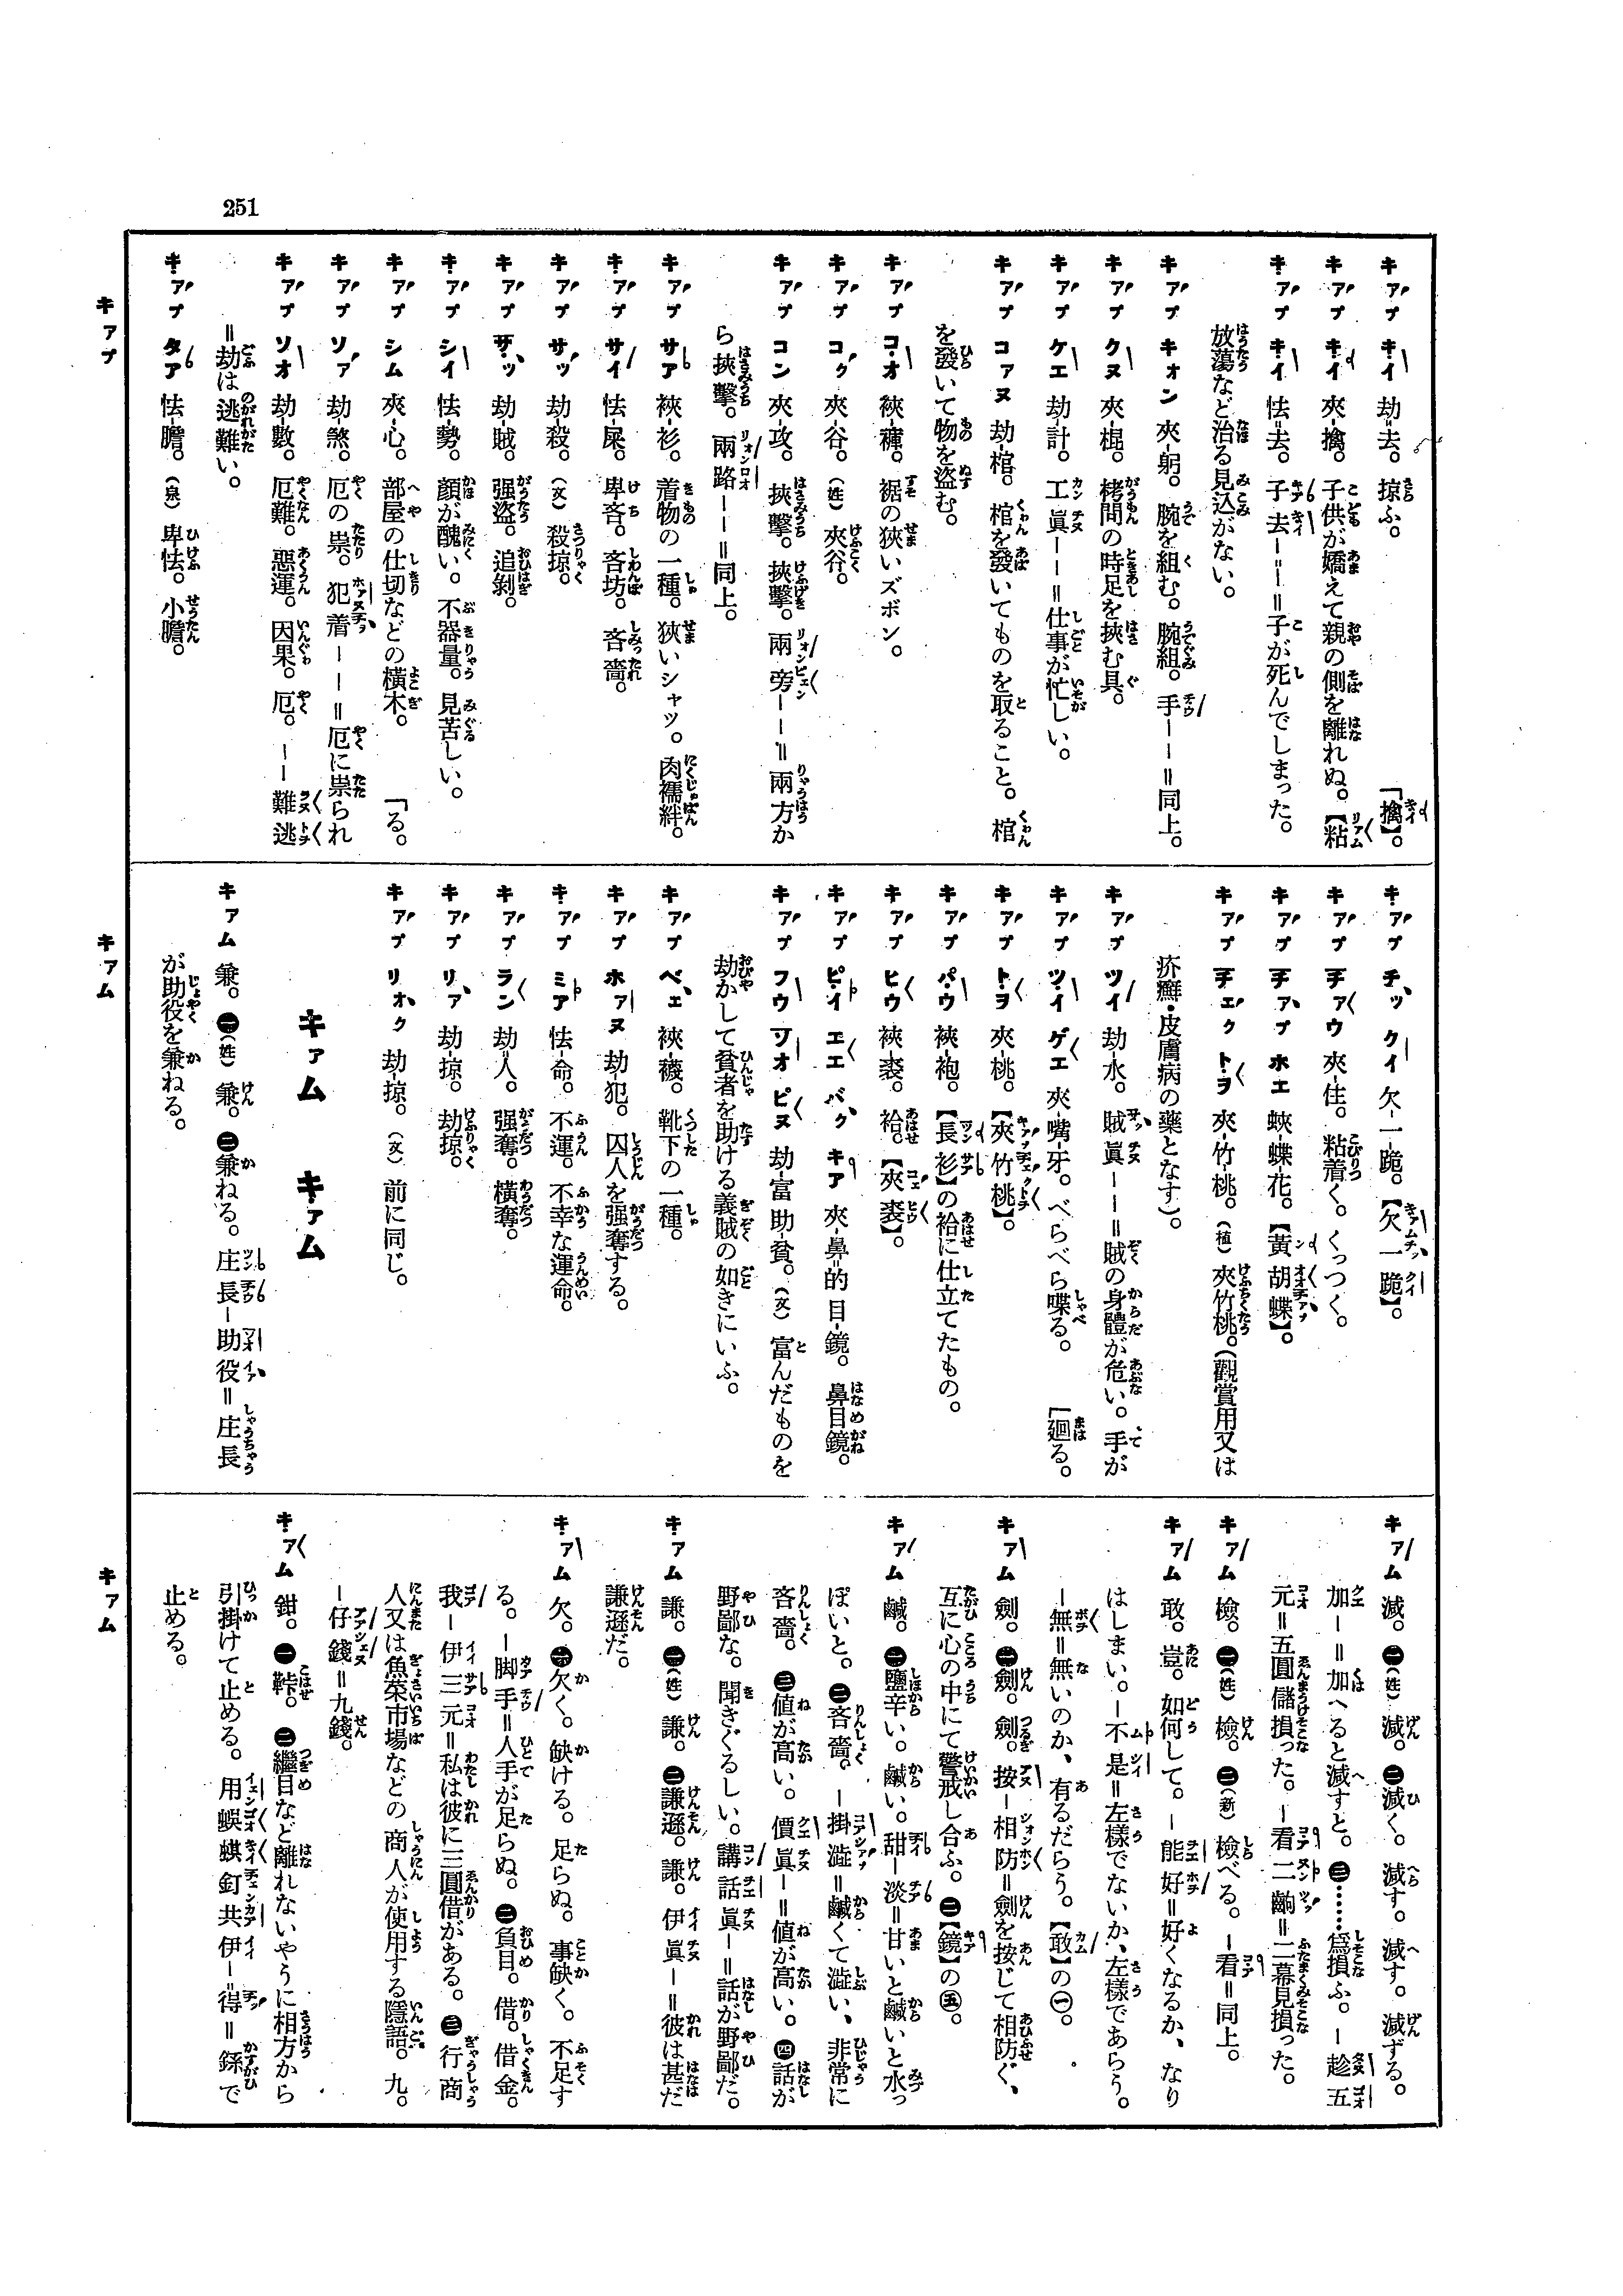 251
キァプ キイ 劫-去。掠ふ。「擒】。
キァプ キイ 夾-擒。子供が嬌えて親の側を離れぬ。【粘
キァプ キイ 怯=去。子去---=子が死んでしまった。
放蕩など治る見込がない。
キァプ キォン 夾-躬。腕を組む。腕組。手--=同上。
キァプ クヌ 夾-棍。拷問の時足を挾む具。
キァプ ケエ 劫-計。工眞--=仕事が忙しい。
キァプ コァヌ 劫-棺。棺を發いてものを取ること。棺
を發いて物を盜む。
キァプ コオ 裌-褲。裾の狹いズボン。
キァプ コク 夾-谷。(姓)夾谷。
キァプ コン 夾-攻。挾擊。挾擊。兩旁--=兩方か
ら挾擊。兩路--=同上。
キァプ サア 裌-衫。着物の一種。狹いシャツ。肉襦絆。
キァプ サイ 怯-屎。卑吝。吝坊。吝嗇。
キァプ サッ 劫-殺。(文)殺掠。
キァプ ザッ 劫-賊。强盜。追剝。
キァプ シイ 怯-勢。顏が醜い。不器量。見苦しい。
キァプ シム 夾-心。部屋の仕切などの橫木。「る。
キァプ ソァ 劫-煞。厄の祟。犯着--=厄に祟られ
キァプ ソオ 劫-數。厄難。惡運。因果。厄。--難逃
=劫は逃難い。
キァプ タア 怯-膽。(泉)卑怯。小膽。
キァプ
キァプ チッ クイ 欠-一-跪。【欠一跪】。
キァプ チァウ 夾-住。粘着く。くっつく。
キァプ チァプ ホエ 蛺-蝶-花。【黃胡蝶】。
キァプ チェク トヲ 夾-竹-桃。(植)夾竹桃。(觀賞用又は
疥癬・皮膚病の藥となす)。
キァプ ツイ 劫-水。賊眞--=賊の身體が危い。手が
キァプ ツイ ゲエ 夾-嘴-牙。べらべら喋る。「廻る。
キァプ トヲ 夾-桃。【夾竹桃】。
キァプ パウ 裌-袍。【長衫】の袷に仕立てたもの。
キァプ ヒウ 裌-裘。袷。【夾裘】。
キァプ ピイ エエ バク キア 夾-鼻=的 目-鏡。鼻目鏡。
キァプ フウ ソオ ピヌ 劫-富 助-貧。(文)富んだものを
劫かして貧者を助ける義賊の如きにいふ。
キァプ ベェ 裌-襪。靴下の一種。
キァプ ホァヌ 劫-犯。囚人を强奪する。
キァプ ミア 怯-命。不運。不幸な運命。
キァプ ラン 劫=人。强奪。橫奪。
キァプ リァ 劫-掠。劫掠。
キァプ リォク 劫-掠。(文)前に同じ。
キァム キァム
キァム 兼。㊀(姓)兼。㊁兼ねる。庄長-助役=庄長
が助役を兼ねる。
キァム
キァム 減。㊀(姓)減。㊁減く。減す。減す。減ずる。
加-=加へると減すと。㊂……爲損ふ。-趁五
元=五圓儲損った。-看二齣=二幕見損った。
キァム 檢。㊀(姓)檢。㊁(新)檢べる。-看=同上。
キァム 敢。豈。如何して。-能好=好くなるか、なり
はしまい。-不是=左樣でないか、左樣であらう。
-無=無いのか、有るだらう。【敢】の㊀。
キァム 劍。㊀劍。劍。按-相防=劍を按じて相防ぐ、
互に心の中にて警戒し合ふ。㊁【鏡】の㊄。
キァム 鹹。㊀鹽辛い。鹹い。甜-淡=甘いと鹹いと水っ
ぽいと。㊁吝嗇。-掛澁=鹹くて澁い、非常に
吝嗇。㊂値が高い。價眞-=値が高い。㊃話が
野鄙な。聞きぐるしい。講話眞-=話が野鄙だ。
キァム 謙。㊀(姓)謙。㊁謙遜。謙。伊眞-=彼は甚だ
謙遜だ。
キァム 欠。㊀欠く。缺ける。足らぬ。事缺く。不足す
る。-脚手=人手が足らぬ。㊁負目。借。借金。
我-伊三元=私は彼に三圓借がある。㊂行商
人又は魚菜市場などの商人が使用する隱語。九。
-仔錢=九錢。
キァム 鉗。㊀鞐。㊁繼目など離れないやうに相方から
引掛けて止める。用蜈蜞釘共伊-=得=鎹で
止める。
キァム